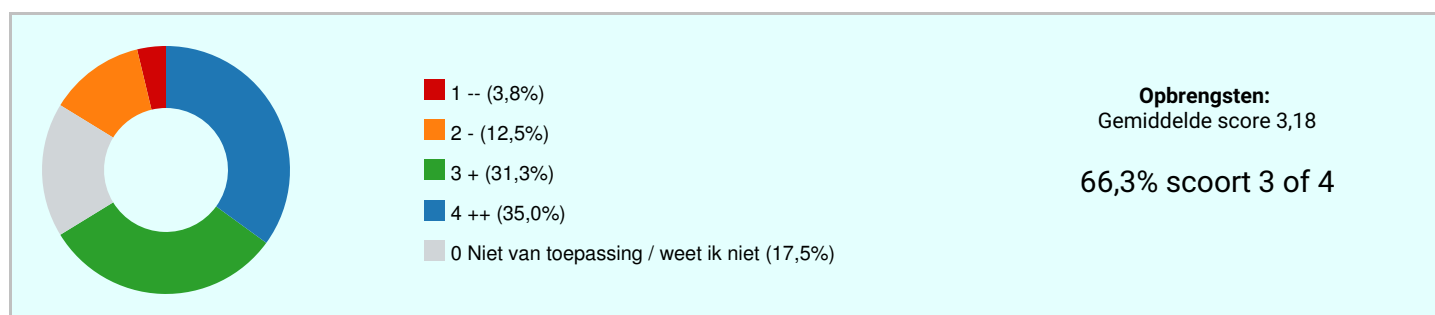 1 -- (3,8%)
2 - (12,5%)
3 + (31,3%)
4 ++ (35,0%)
0 Niet van toepassing / weet ik niet (17,5%)
Opbrengsten:
Gemiddelde score 3,18
66,3% scoort 3 of 4